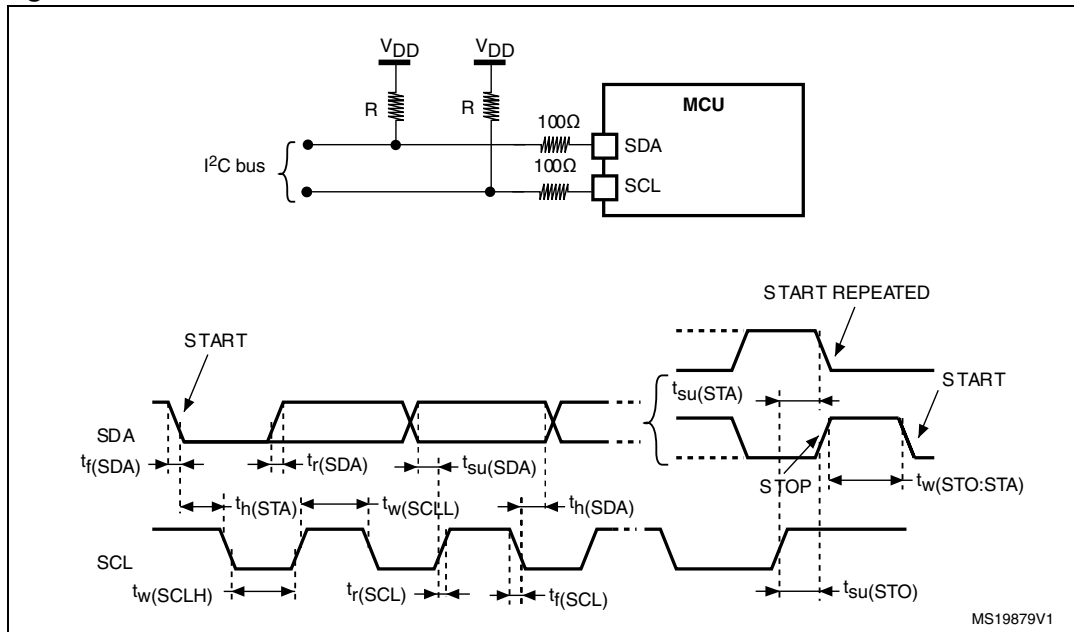 VDD VDD
R R
MCU
100Ω
SDA
I²C bus
100Ω
SCL
START REPEATED
START
START
tsu(STA)
SDA
tf(SDA) tr(SDA) tsu(SDA)
STOP
tw(STO:STA)
th(STA) tw(SCLL) th(SDA)
SCL
tw(SCLH) tr(SCL) tf(SCL) tsu(STO)
MS19879V1